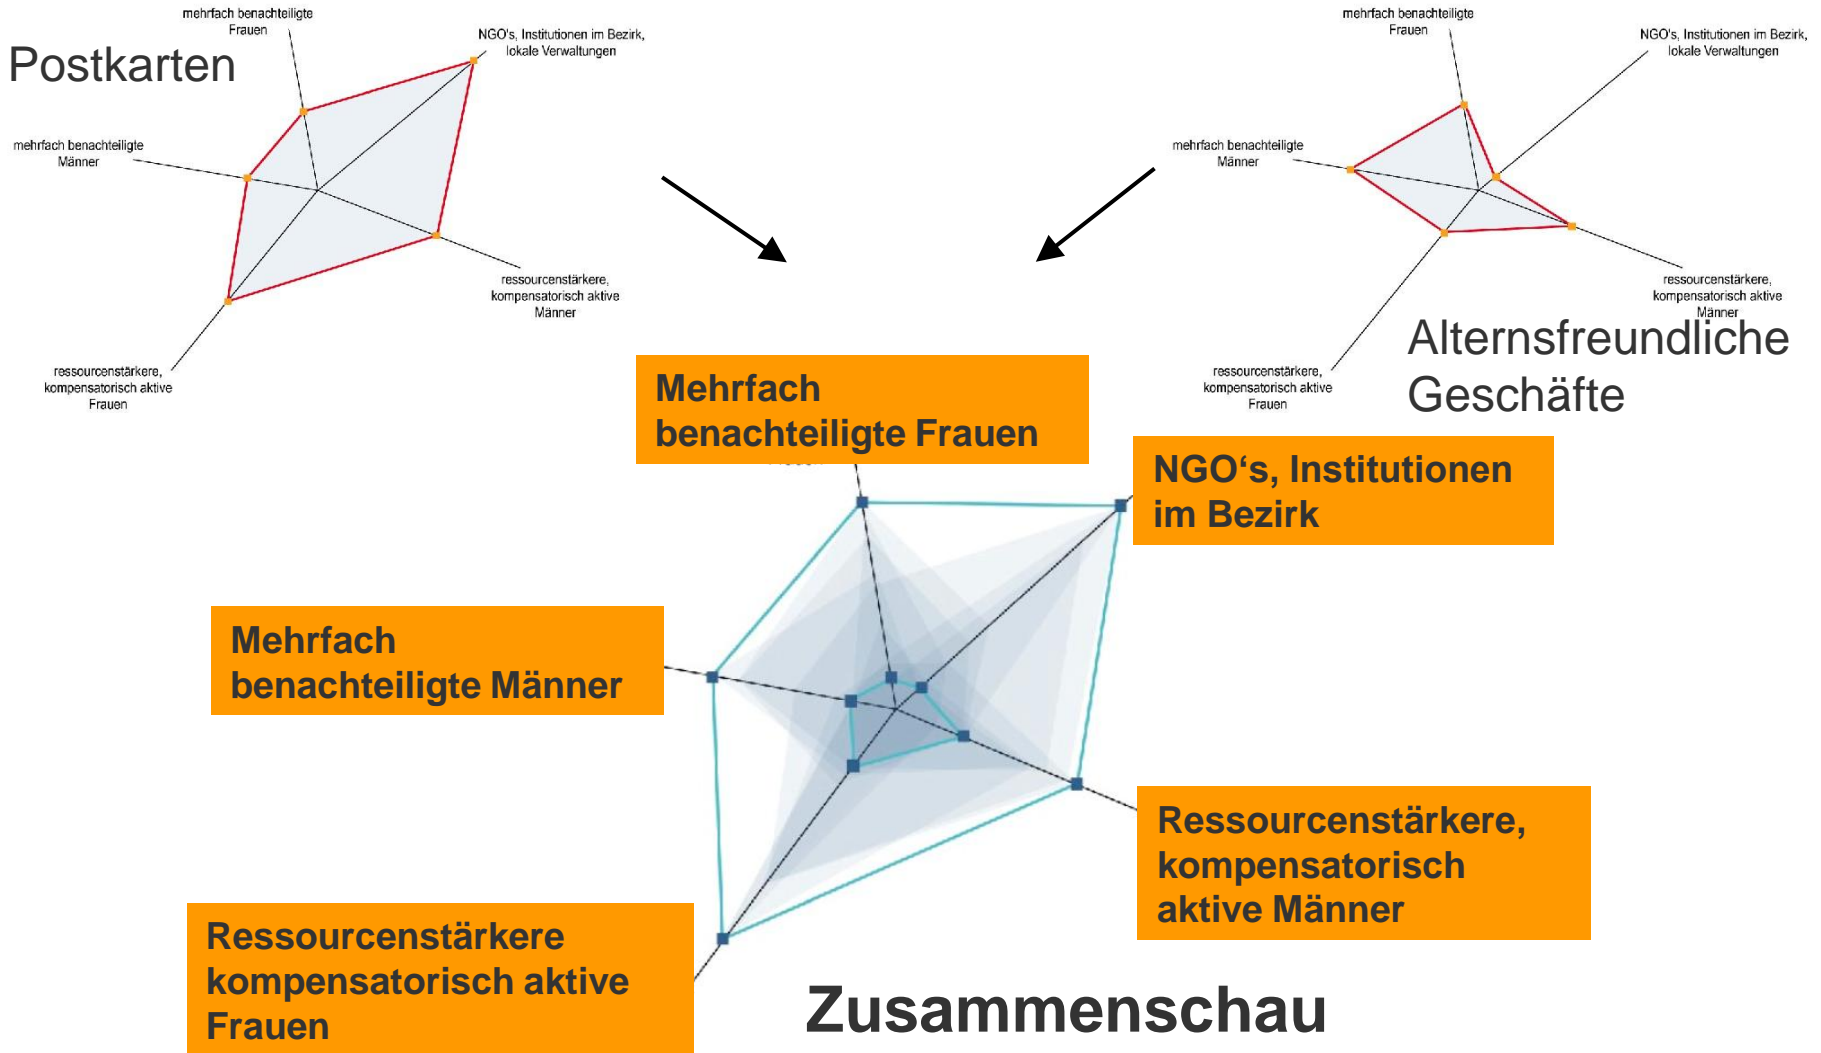 mehrfach benachteiligte
Frauen
Postkarten
NGO's, Institutionen im Bezirk,
lokale Verwaltungen
mehrfach benachteiligte
Männer
ressourcenstärkere,
kompensatorisch aktive
Männer
ressourcenstärkere,
kompensatorisch aktive
Frauen
mehrfach benachteiligte
Frauen
NGO's, Institutionen im Bezirk,
lokale Verwaltungen
mehrfach benachteiligte
Männer
ressourcenstärkere,
kompensatorisch aktive
Männer
ressourcenstärkere,
kompensatorisch aktive
Frauen
Alternsfreundliche
Geschäfte
Mehrfach
benachteiligte Frauen
NGO‘s, Institutionen
im Bezirk
Mehrfach
benachteiligte Männer
Ressourcenstärkere,
kompensatorisch
aktive Männer
Ressourcenstärkere
kompensatorisch aktive
Frauen
Zusammenschau